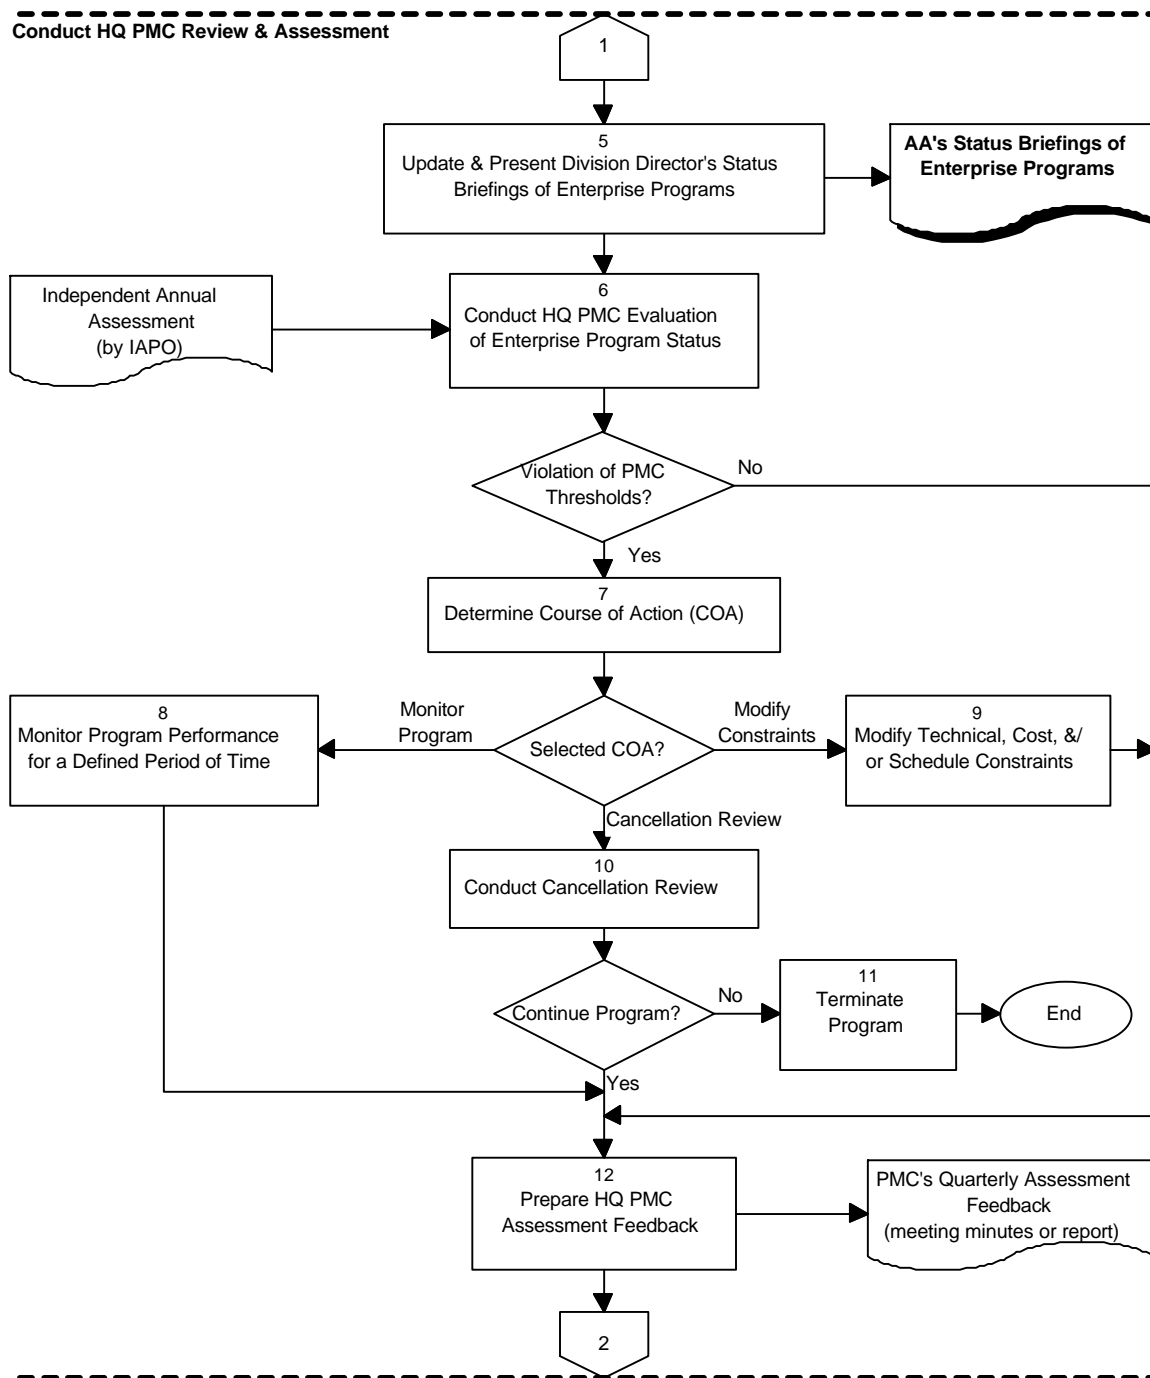 Conduct HQ PMC Review & Assessment
1
5
Update & Present Division Director's Status
Briefings of Enterprise Programs
AA's Status Briefings of
Enterprise Programs
Independent Annual
Assessment
(by IAPO)
6
Conduct HQ PMC Evaluation
of Enterprise Program Status
Violation of PMC
Thresholds?
No
Yes
7
Determine Course of Action (COA)
8
Monitor Program Performance
for a Defined Period of Time
Monitor
Program
Selected COA?
Modify
Constraints
9
Modify Technical, Cost, &/
or Schedule Constraints
Cancellation Review
10
Conduct Cancellation Review
Continue Program?
No
11
Terminate
Program
End
Yes
12
Prepare HQ PMC
Assessment Feedback
PMC's Quarterly Assessment
Feedback
(meeting minutes or report)
2